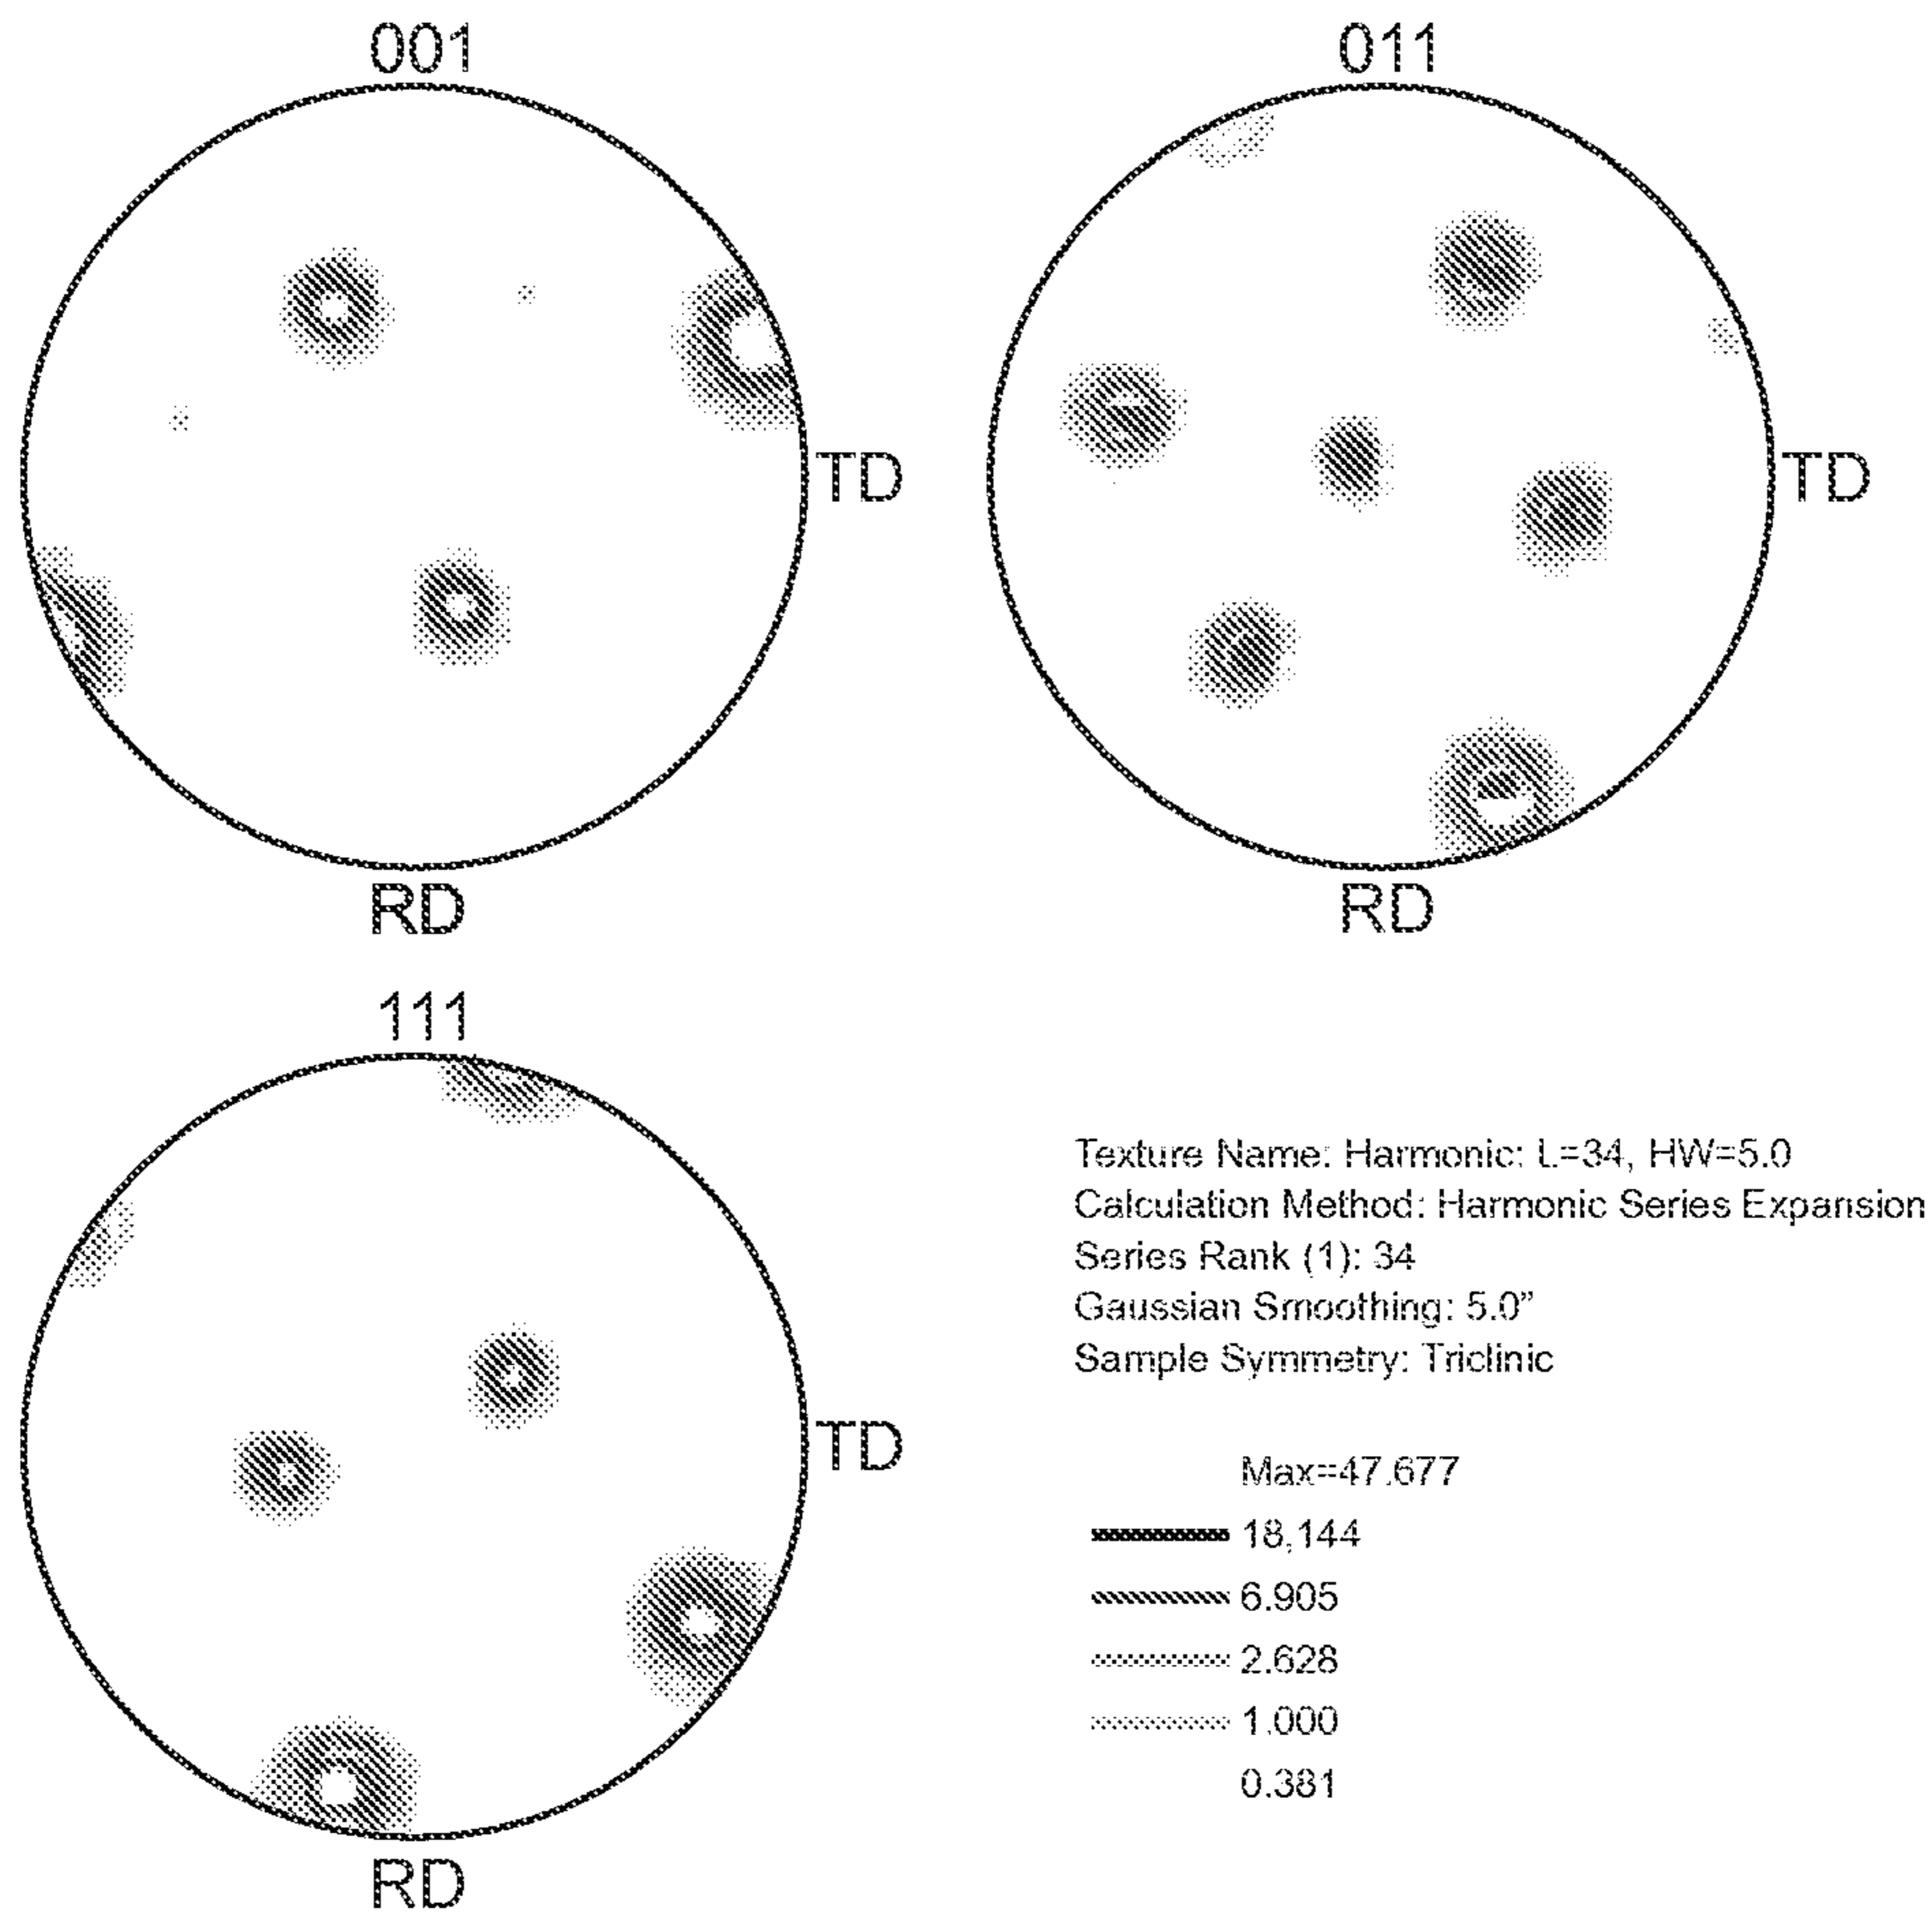 001
011
TD
TD
RD
RD
111
TD
RD
Texture Name: Harmonic: L=34, HW=5.0
Calculation Method: Harmonic Series Expansion
Series Rank (1): 34
Gaussian Smoothing: 5.0”
Sample Symmetry: Triclinic
Max=47.677
18,144
6.905
2.628
1.000
0.381